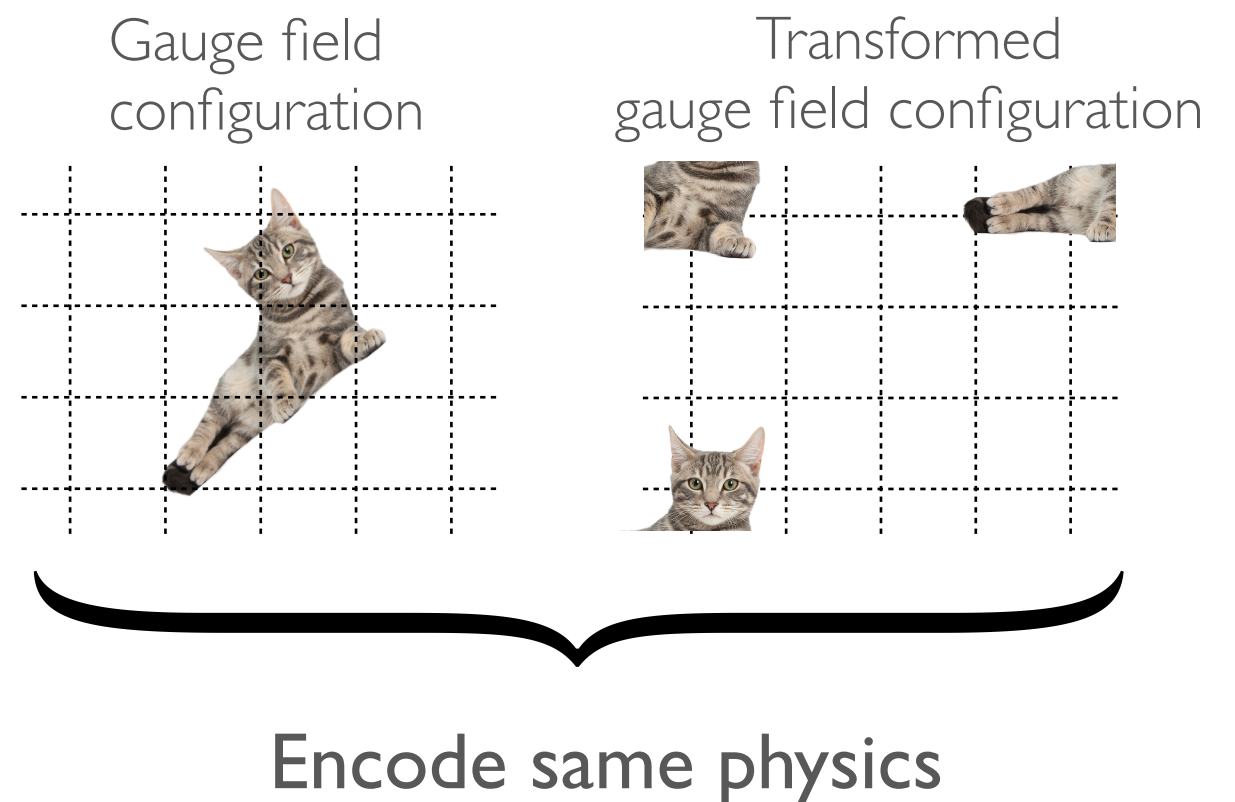 Gauge field
configuration
Transformed
gauge field configuration
Encode same physics